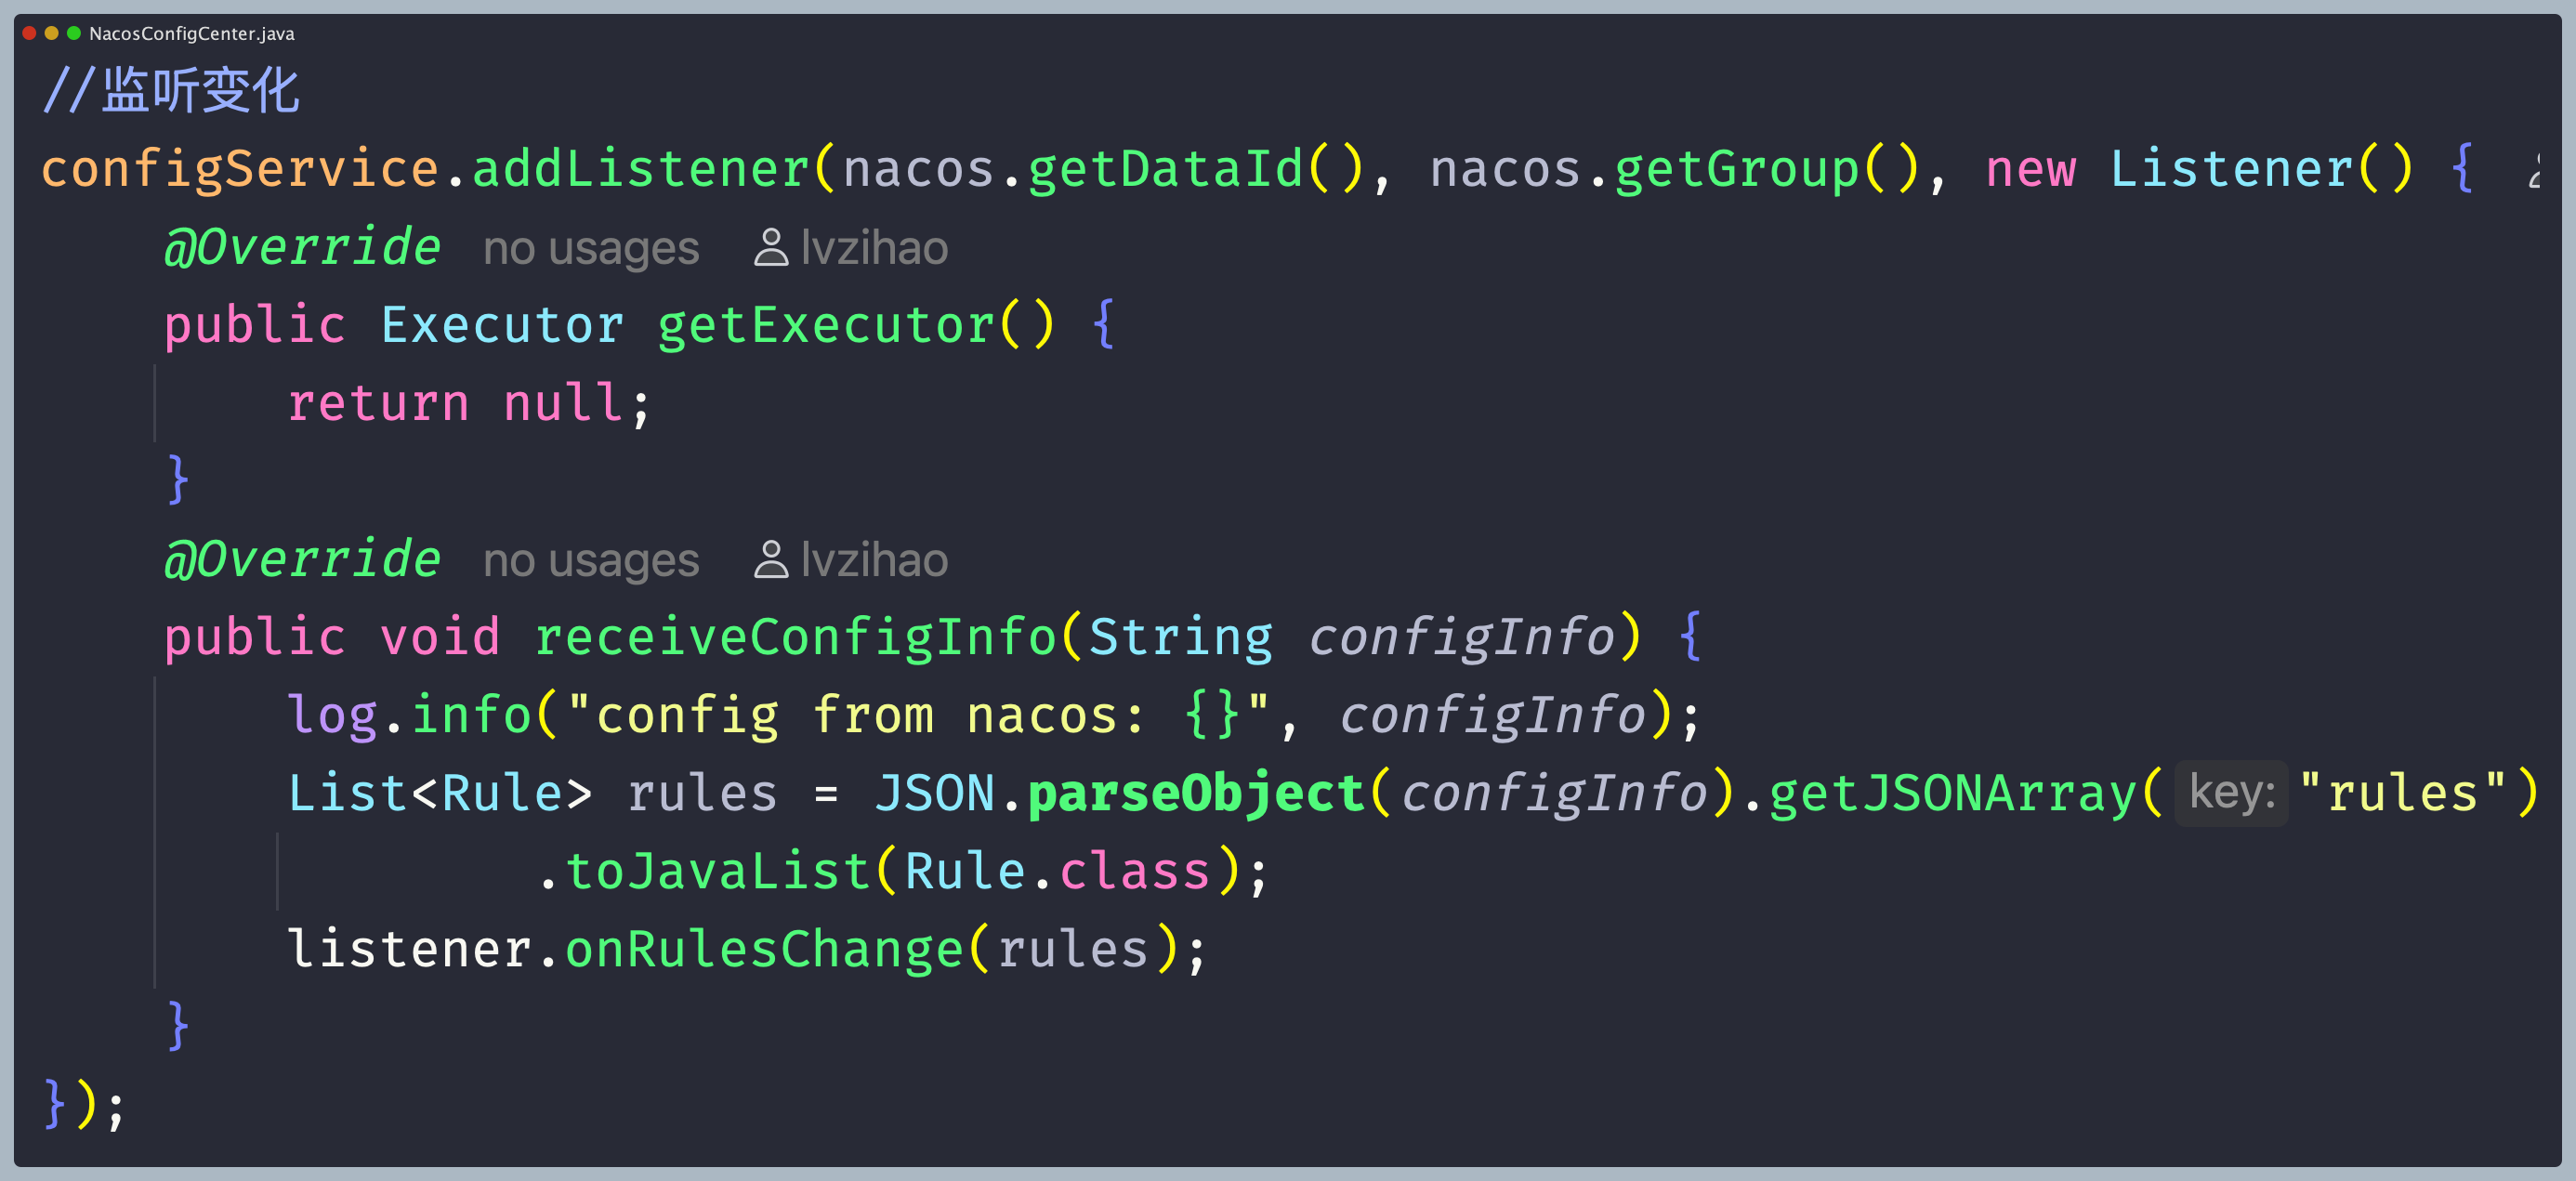 NacosConfigCenter.java
//监听变化
configService.addListener(nacos.getDataId(), nacos.getGroup(), new Listener() {
@Override no usages lvzihao
public Executor getExecutor() {
return null;
}
@Override no usages lvzihao
public void receiveConfigInfo(String configInfo) {
log.info("config from nacos: {}", configInfo);
List<Rule> rules = JSON.parseObject(configInfo).getJSONArray( key: "rules")
.toJavaList(Rule.class);
listener.onRulesChange(rules);
}
});